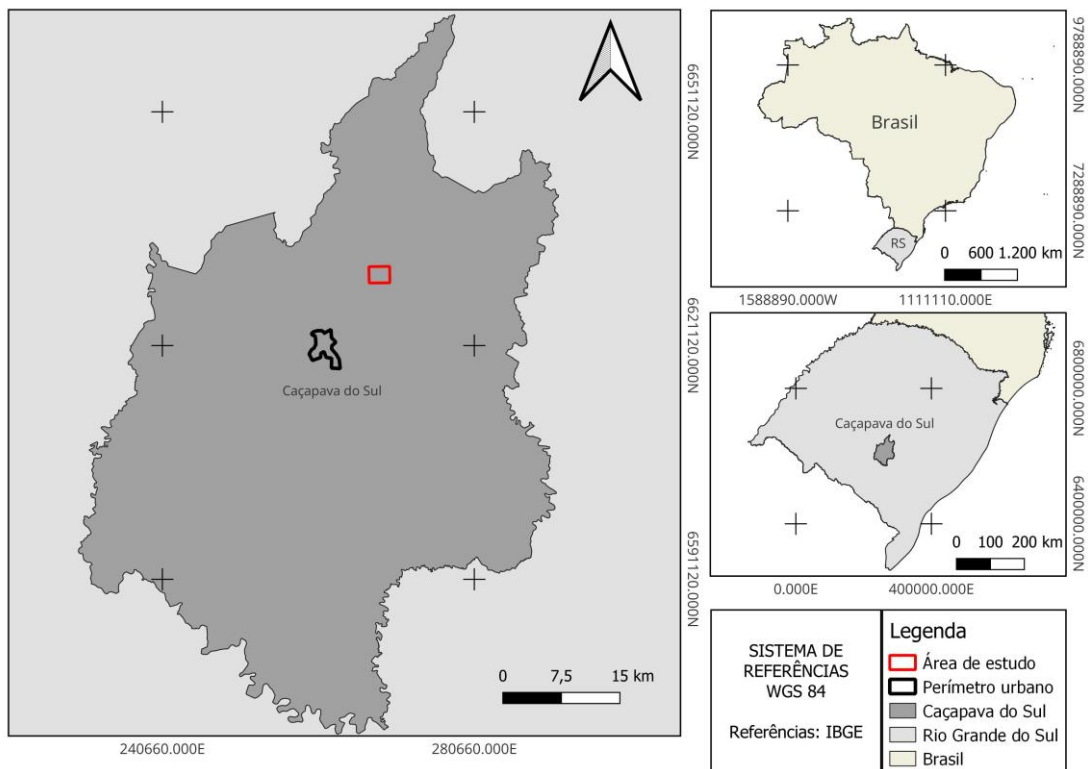 Caçapava do Sul
6651120.000N
6621120.000N
6591120.000N
240660.000E
280660.000E
0 7,5 15 km
Brasil
RS
0 600 1.200 km
9788890.000N
7288890.000N
1588890.000W
1111110.000E
Caçapava do Sul
0 100 200 km
6800000.000N
6400000.000N
0.000E
400000.000E
SISTEMA DE
REFERÊNCIAS
WGS 84
Referências: IBGE
Legenda
Área de estudo
Perímetro urbano
Caçapava do Sul
Rio Grande do Sul
Brasil